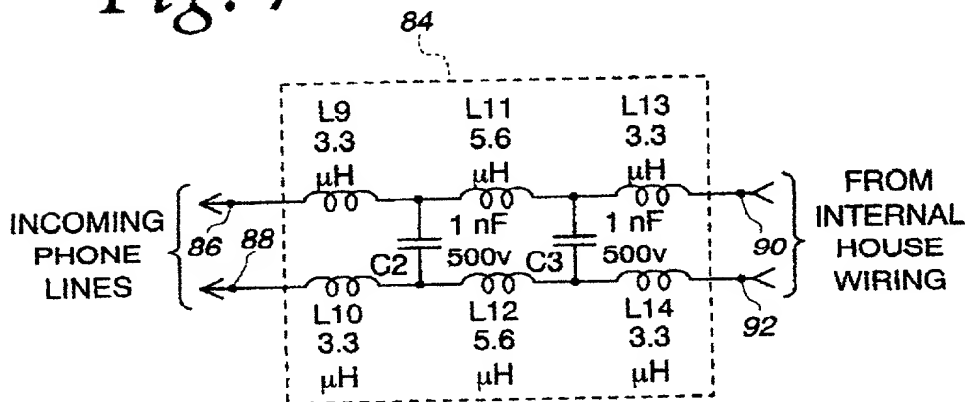 84
L9
3.3
μH
L11
5.6
μH
L13
3.3
μH
INCOMING
PHONE
LINES
86
88
C2
1 nF
500v
C3
1 nF
500v
90
92
FROM
INTERNAL
HOUSE
WIRING
L10
3.3
μH
L12
5.6
μH
L14
3.3
μH